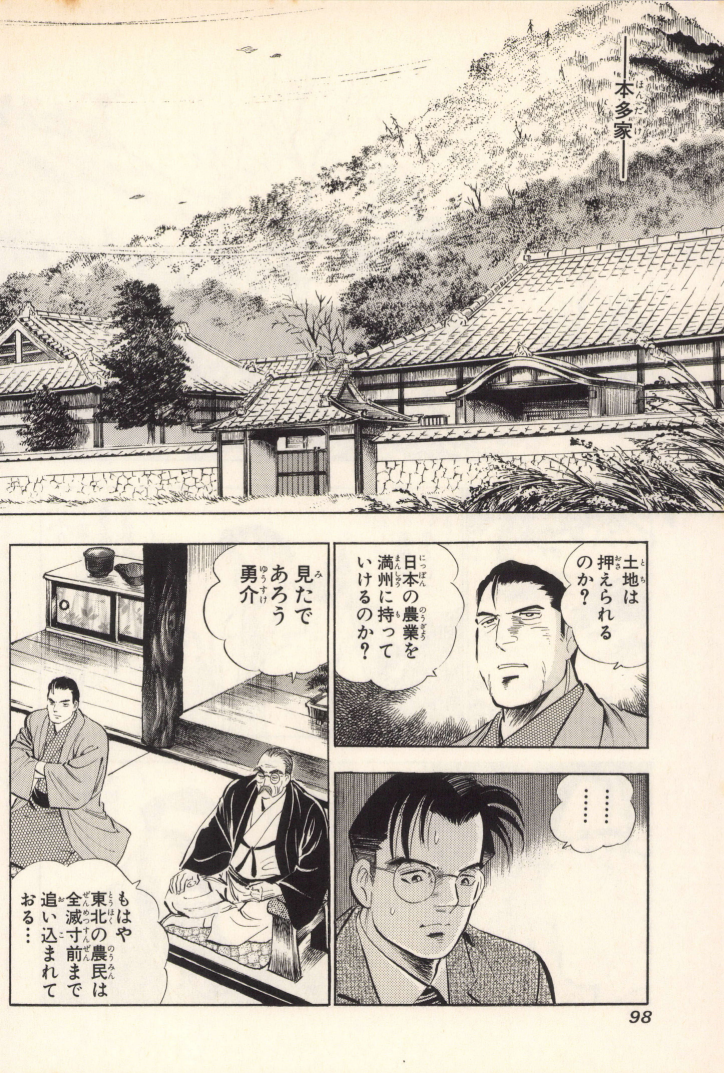 ――本多家――
土地は
押えられる
のか？
日本の農業を
満州に持って
いけるのか？
………
………
見たで
あろう
勇介
もはや
東北の農民は
全滅寸前まで
追い込まれて
おる…
98